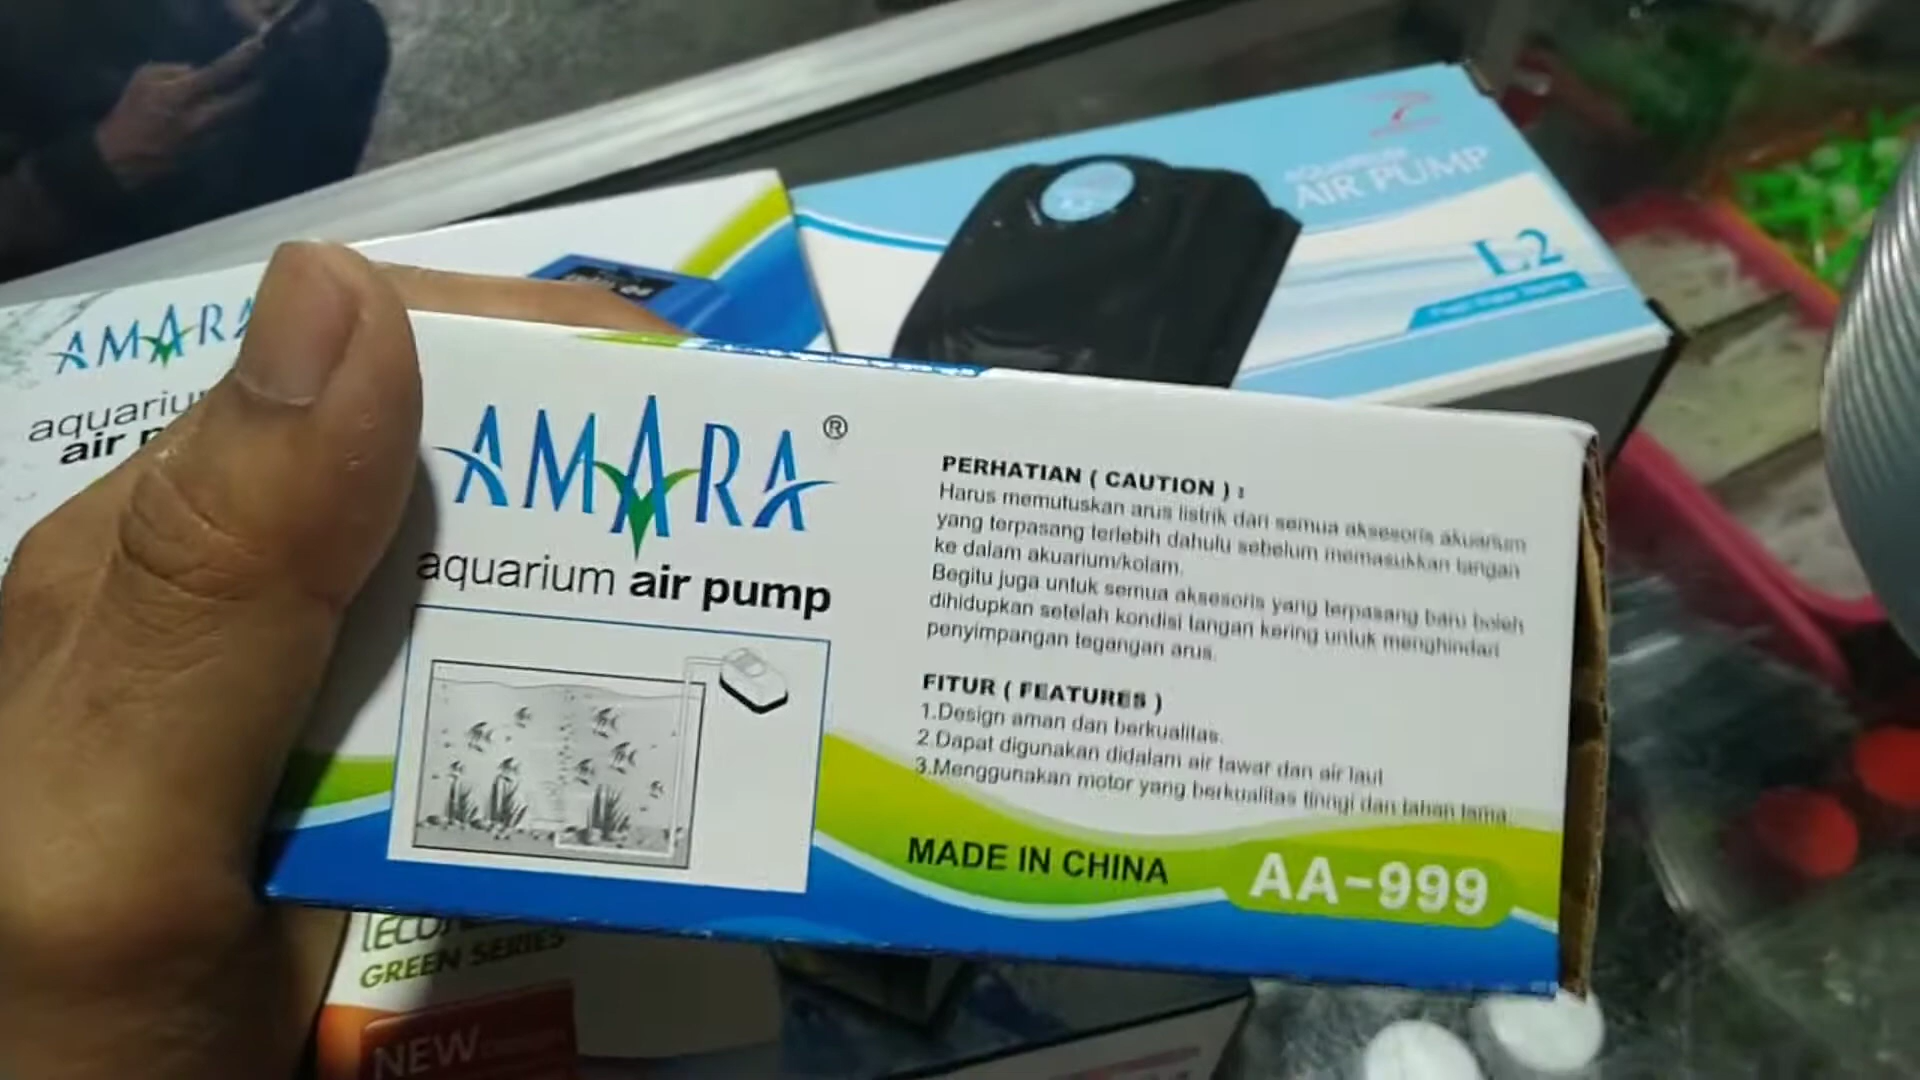 AIR PUMP
L2
AMARA
aquarium
air
AMARA®
aquarium air pump
PERHATIAN ( CAUTION ) :
Harus memutuskan arus listrik dari semua aksesoris akuarium
yang terpasang terlebih dahulu sebelum memasukkan tangan
ke dalam akuarium/kolam.
Begitu juga untuk semua aksesoris yang terpasang baru boleh
dihidupkan setelah kondisi tangan kering untuk menghindari
penyimpangan tegangan arus.
FITUR ( FEATURES )
1.Design aman dan berkualitas.
2.Dapat digunakan didalam air tawar dan air laut
3.Menggunakan motor yang berkualitas tinngi dan tahan lama.
MADE IN CHINA
AA-999
GREEN SERIES
NEW